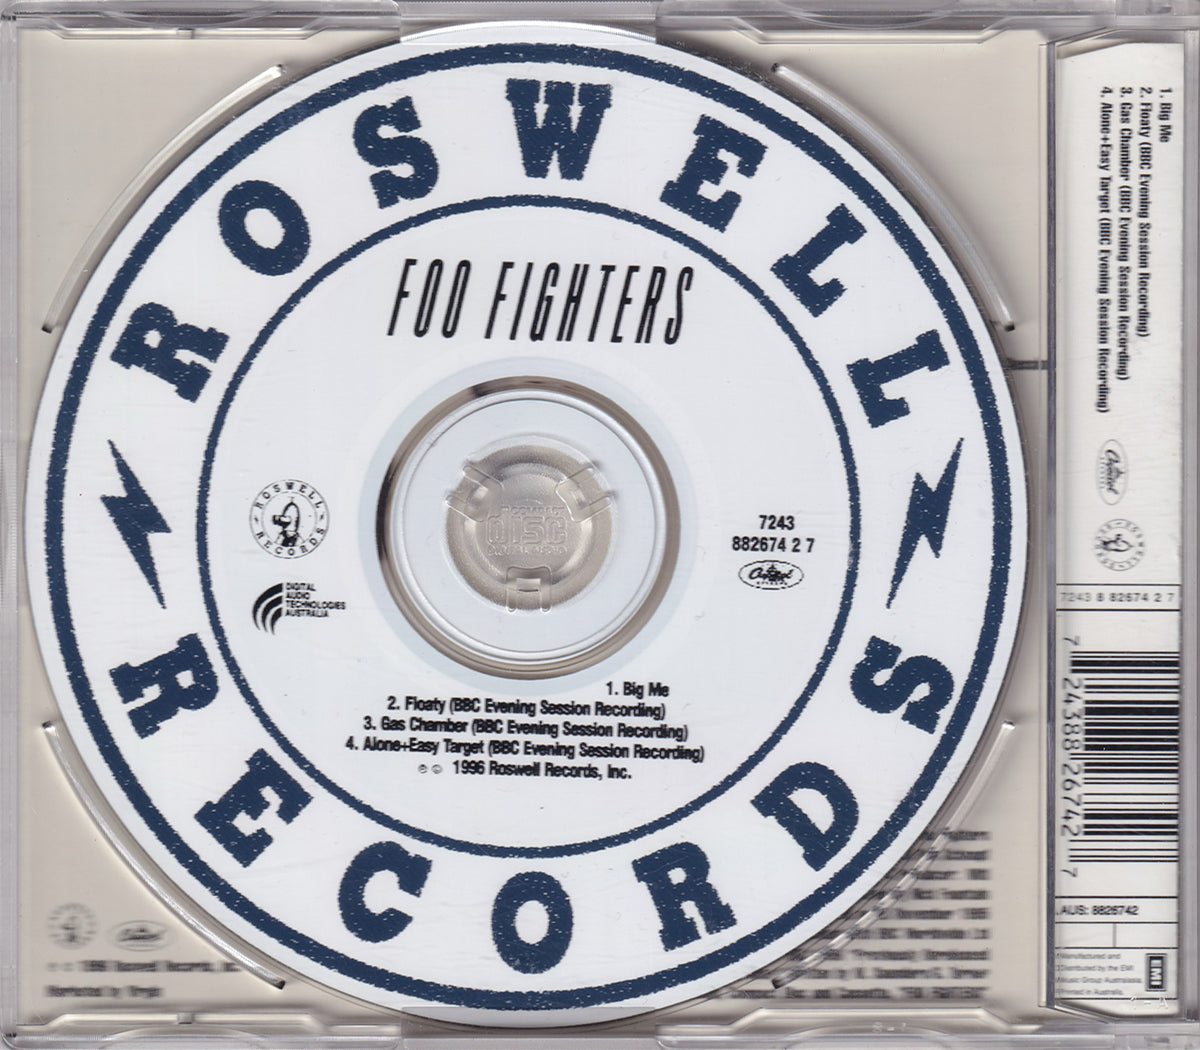 ROSWELL
RECORDS
FOO FIGHTERS
ROSWELL
RECORDS
DIGITAL
AUDIO
TECHNOLOGIES
AUSTRALIA
COMPACT
DISC
DIGITAL AUDIO
7243
882674 2 7
Capitol
1. Big Me
2. Floaty (BBC Evening Session Recording)
3. Gas Chamber (BBC Evening Session Recording)
4. Alone+Easy Target (BBC Evening Session Recording)
℗ © 1996 Roswell Records, Inc.
1. Big Me
2. Floaty (BBC Evening Session Recording)
3. Gas Chamber (BBC Evening Session Recording)
4. Alone+Easy Target (BBC Evening Session Recording)
Capitol
7243 8 82674 2 7
7 24388 26742 7
AUS: 8826742
Manufactured and
Distributed by the EMI
Music Group Australasia
Printed in Australia.
EMI